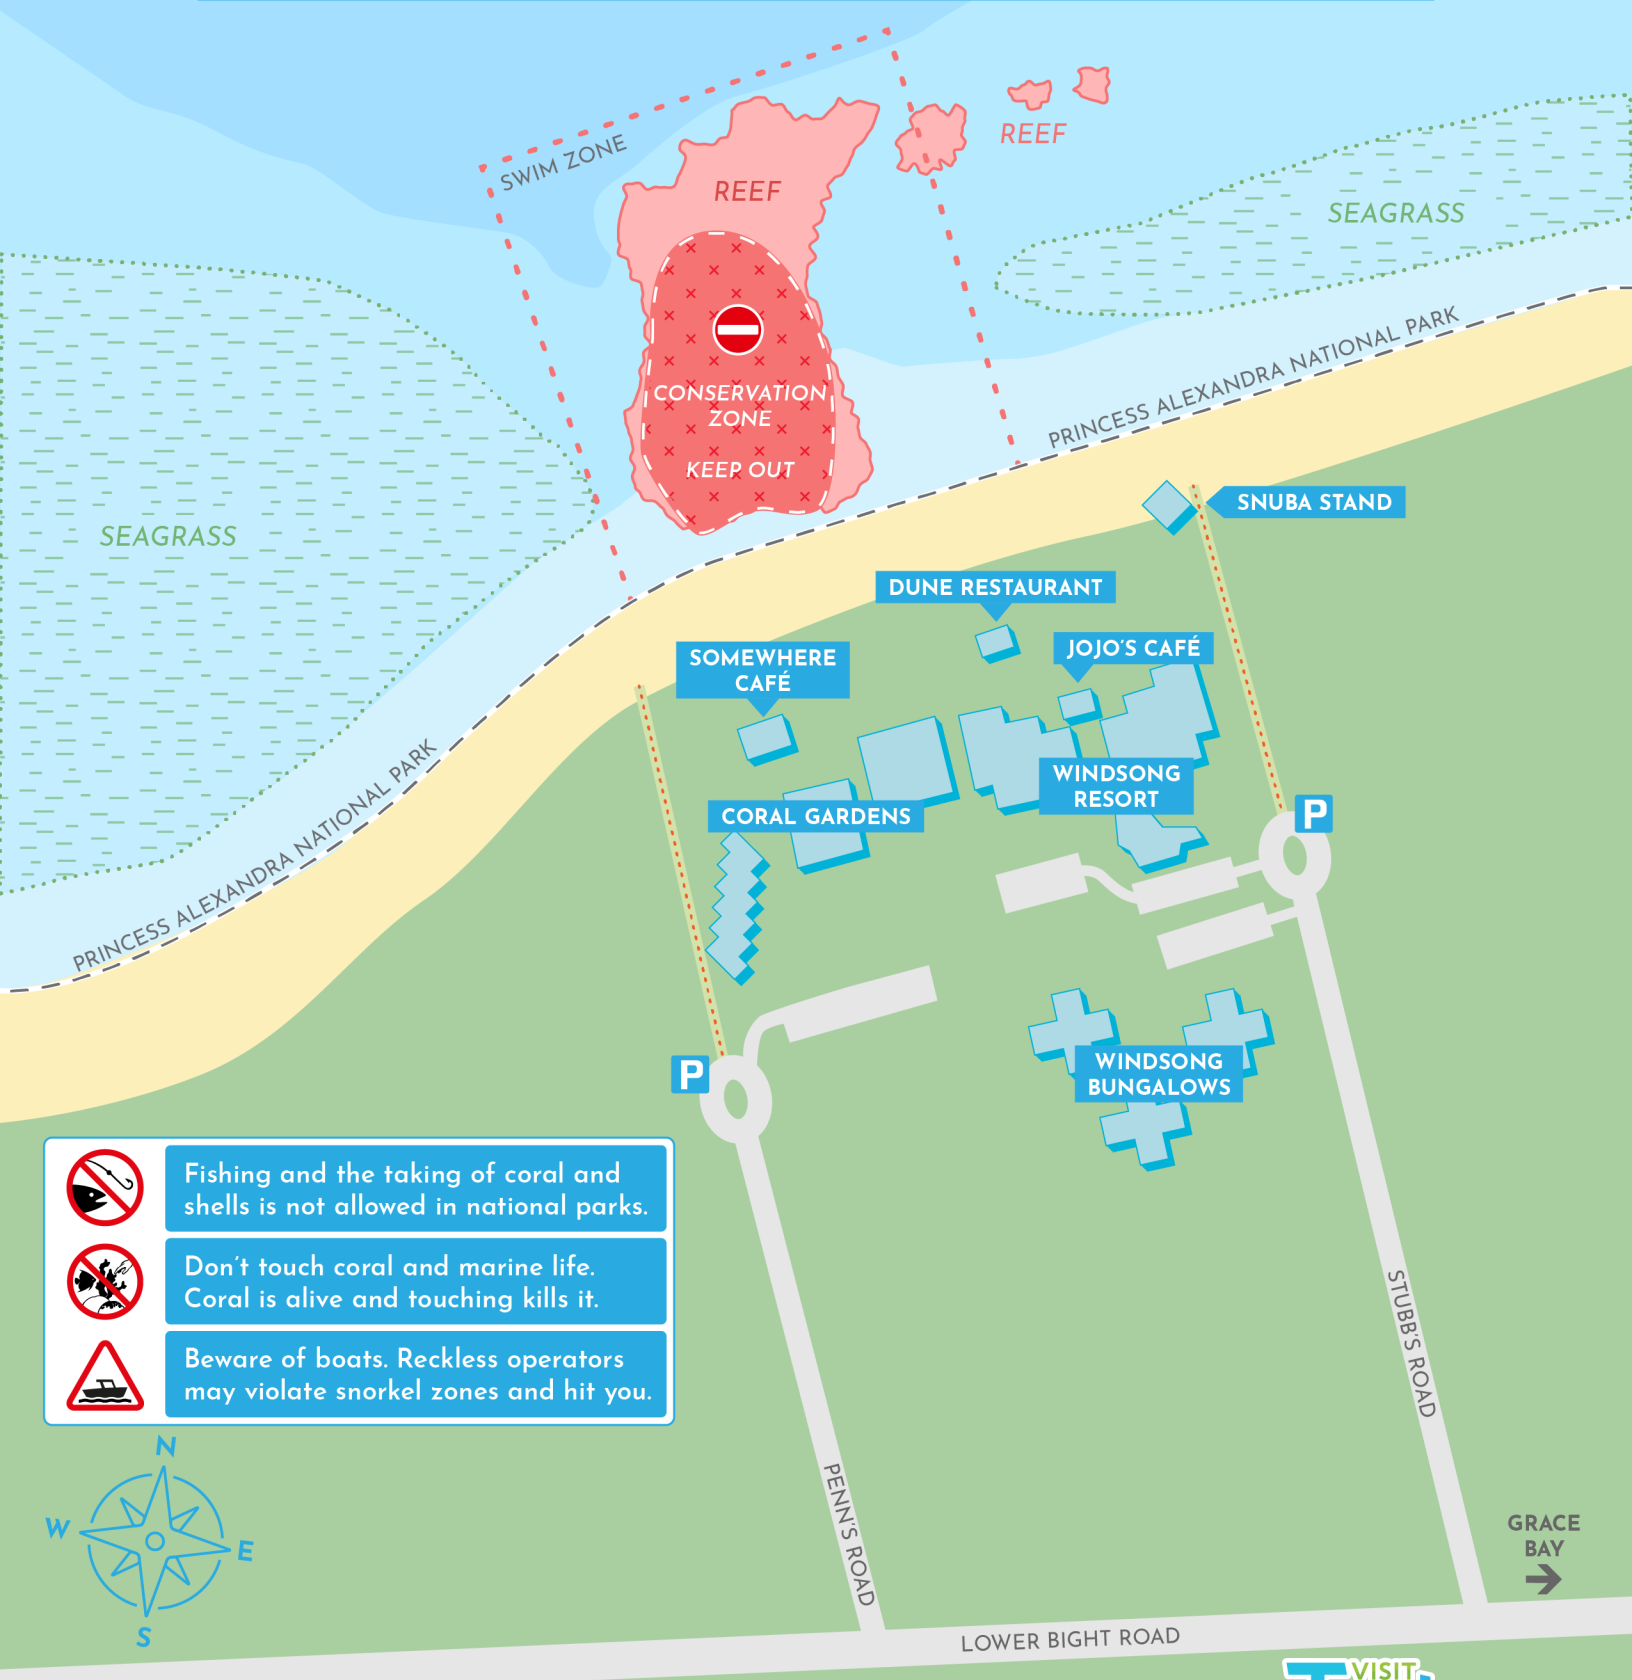 SWIM ZONE
REEF
REEF
SEAGRASS
CONSERVATION
ZONE
KEEP OUT
PRINCESS ALEXANDRA NATIONAL PARK
SEAGRASS
SNUBA STAND
DUNE RESTAURANT
JOJO'S CAFÉ
SOMEWHERE
CAFÉ
WINDSONG
RESORT
CORAL GARDENS
P
PRINCESS ALEXANDRA NATIONAL PARK
P
WINDSONG
BUNGALOWS
Fishing and the taking of coral and
shells is not allowed in national parks.
Don't touch coral and marine life.
Coral is alive and touching kills it.
Beware of boats. Reckless operators
may violate snorkel zones and hit you.
STUBB'S ROAD
PENN'S ROAD
N
W
E
S
GRACE
BAY
LOWER BIGHT ROAD
VISIT